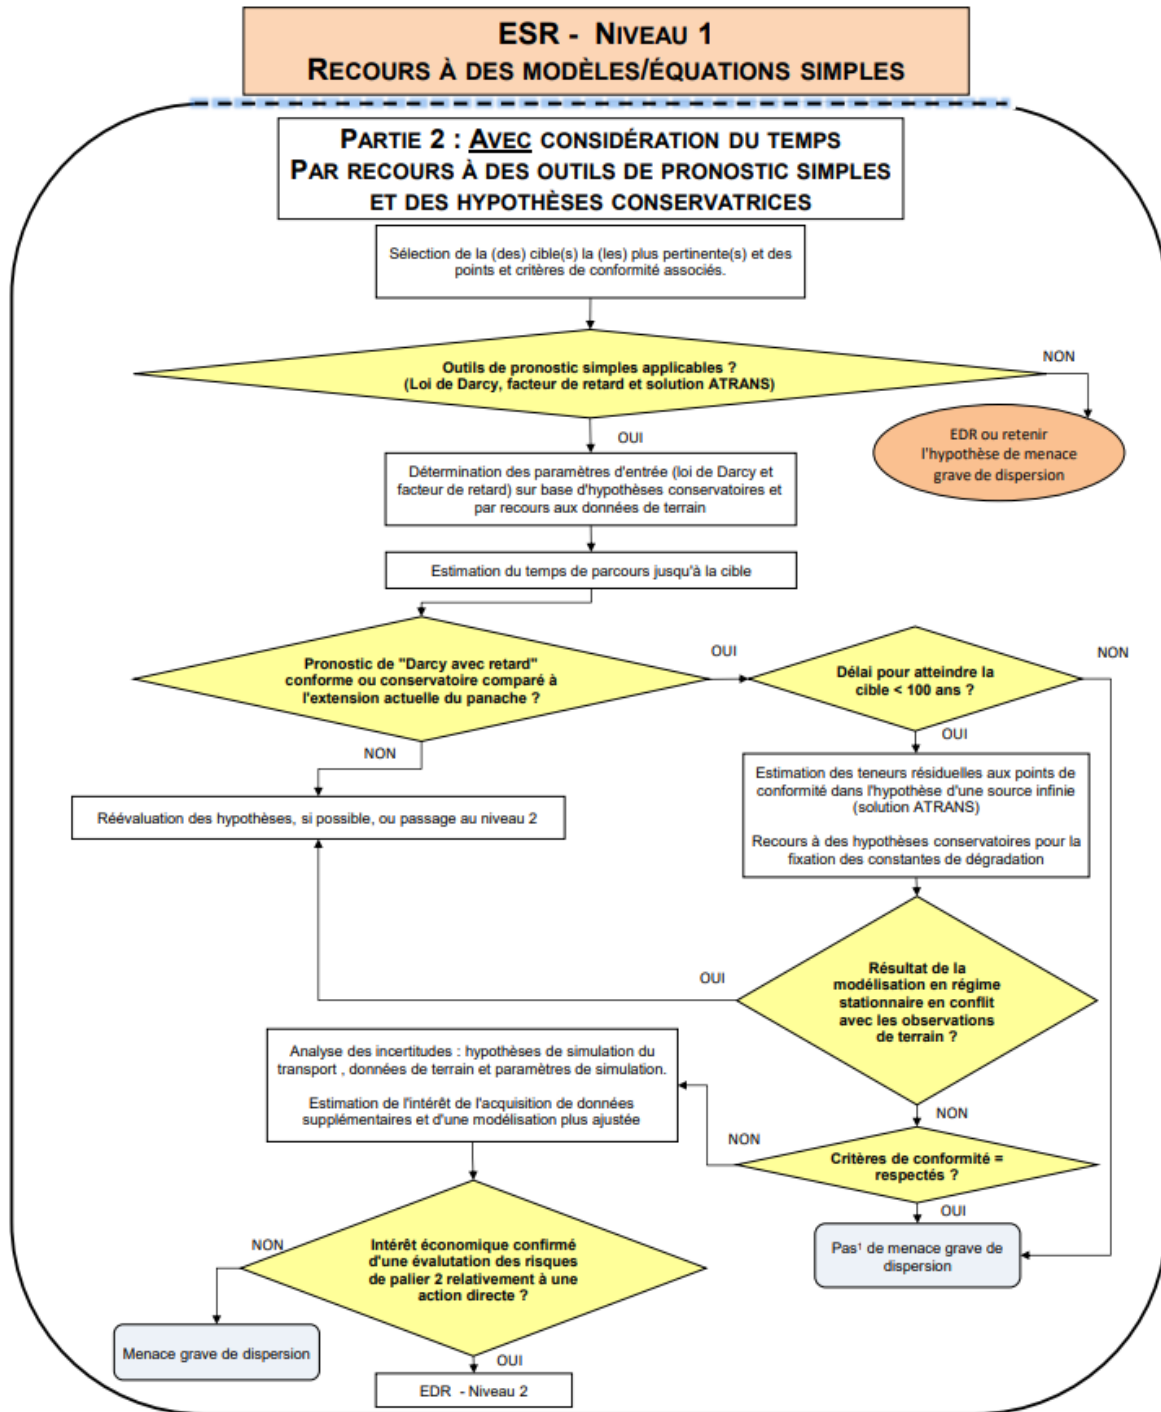 ESR - NIVEAU 1
RECOURS À DES MODÈLES/ÉQUATIONS SIMPLES
PARTIE 2 : AVEC CONSIDÉRATION DU TEMPS
PAR RECOURS À DES OUTILS DE PRONOSTIC SIMPLES
ET DES HYPOTHÈSES CONSERVATRICES
Sélection de la (des) cible(s) la (les) plus pertinente(s) et des
points et critères de conformité associés.
Outils de pronostic simples applicables ?
(Loi de Darcy, facteur de retard et solution ATRANS)
NON
OUI
EDR ou retenir
l'hypothèse de menace
grave de dispersion
Détermination des paramètres d'entrée (loi de Darcy et
facteur de retard) sur base d'hypothèses conservatoires et
par recours aux données de terrain
Estimation du temps de parcours jusqu'à la cible
Pronostic de "Darcy avec retard"
conforme ou conservatoire comparé à
l'extension actuelle du panache ?
OUI
Délai pour atteindre la
cible < 100 ans ?
NON
NON
OUI
Réévaluation des hypothèses, si possible, ou passage au niveau 2
Estimation des teneurs résiduelles aux points de
conformité dans l'hypothèse d'une source infinie
(solution ATRANS)
Recours à des hypothèses conservatoires pour la
fixation des constantes de dégradation
OUI
Résultat de la
modélisation en régime
stationnaire en conflit
avec les observations
de terrain ?
NON
Analyse des incertitudes : hypothèses de simulation du
transport , données de terrain et paramètres de simulation.
Estimation de l'intérêt de l'acquisition de données
supplémentaires et d'une modélisation plus ajustée
NON
Critères de conformité =
respectés ?
OUI
Pas¹ de menace grave de
dispersion
NON
Intérêt économique confirmé
d'une évalutation des risques
de palier 2 relativement à une
action directe ?
Menace grave de dispersion
OUI
EDR - Niveau 2